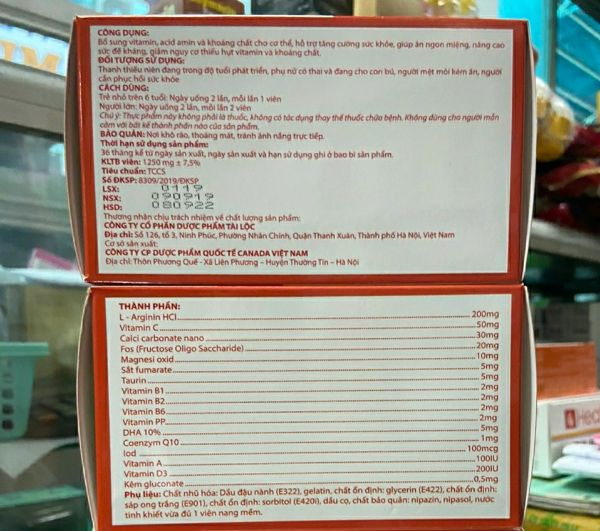 CÔNG DỤNG:
Bổ sung vitamin, acid amin và khoáng chất cho cơ thể, hỗ trợ tăng cường sức khỏe, giúp ăn ngon miệng, nâng cao
sức đề kháng, giảm nguy cơ thiếu hụt vitamin và khoáng chất.
ĐỐI TƯỢNG SỬ DỤNG:
Thanh thiếu niên đang trong độ tuổi phát triển, phụ nữ có thai và đang cho con bú, người mệt mỏi kém ăn, người
cần phục hồi sức khỏe
CÁCH DÙNG:
Trẻ nhỏ trên 6 tuổi: Ngày uống 2 lần, mỗi lần 1 viên
Người lớn: Ngày uống 2 lần, mỗi lần 2 viên
Chú ý: Thực phẩm này không phải là thuốc, không có tác dụng thay thế thuốc chữa bệnh. Không dùng cho người mẫn
cảm với bất kể thành phần nào của sản phẩm.
BẢO QUẢN: Nơi khô ráo, thoáng mát, tránh ánh nắng trực tiếp.
Thời hạn sử dụng sản phẩm:
36 tháng kể từ ngày sản xuất, ngày sản xuất và hạn sử dụng ghi ở bao bì sản phẩm.
KLTB viên: 1250 mg ± 7,5%
Tiêu chuẩn: TCCS
Số ĐKSP: 8309/2019/ĐKSP
LSX: 0119
NSX: 090919
HSD: 080922
Thương nhân chịu trách nhiệm về chất lượng sản phẩm:
CÔNG TY CỔ PHẦN DƯỢC PHẨM TÀI LỘC
Địa chỉ: Số 126, tổ 3, Ninh Phúc, Phường Nhân Chính, Quận Thanh Xuân, Thành phố Hà Nội, Việt Nam
Cơ sở sản xuất:
CÔNG TY CP DƯỢC PHẨM QUỐC TẾ CANADA VIỆT NAM
Địa chỉ: Thôn Phương Quế - Xã Liên Phương – Huyện Thường Tín – Hà Nội
THÀNH PHẦN:
L - Arginin HCl 200mg
Vitamin C 50mg
Calci carbonate nano 30mg
Fos (Fructose Oligo Saccharide) 20mg
Magnesi oxid 10mg
Sắt fumarate 5mg
Taurin 5mg
Vitamin B1 2mg
Vitamin B2 2mg
Vitamin B6 2mg
Vitamin PP 2mg
DHA 10% 5mg
Coenzym Q10 1mg
Iod 100mcg
Vitamin A 100IU
Vitamin D3 200IU
Kẽm gluconate 0,5mg
Phụ liệu: Chất nhũ hóa: Dầu đậu nành (E322), gelatin, chất ổn định: glycerin (E422), chất ổn định:
sáp ong trắng (E901), chất ổn định: sorbitol (E420i), dầu cọ, chất bảo quản: nipazin, nipasol, nước
tinh khiết vừa đủ 1 viên nang mềm.